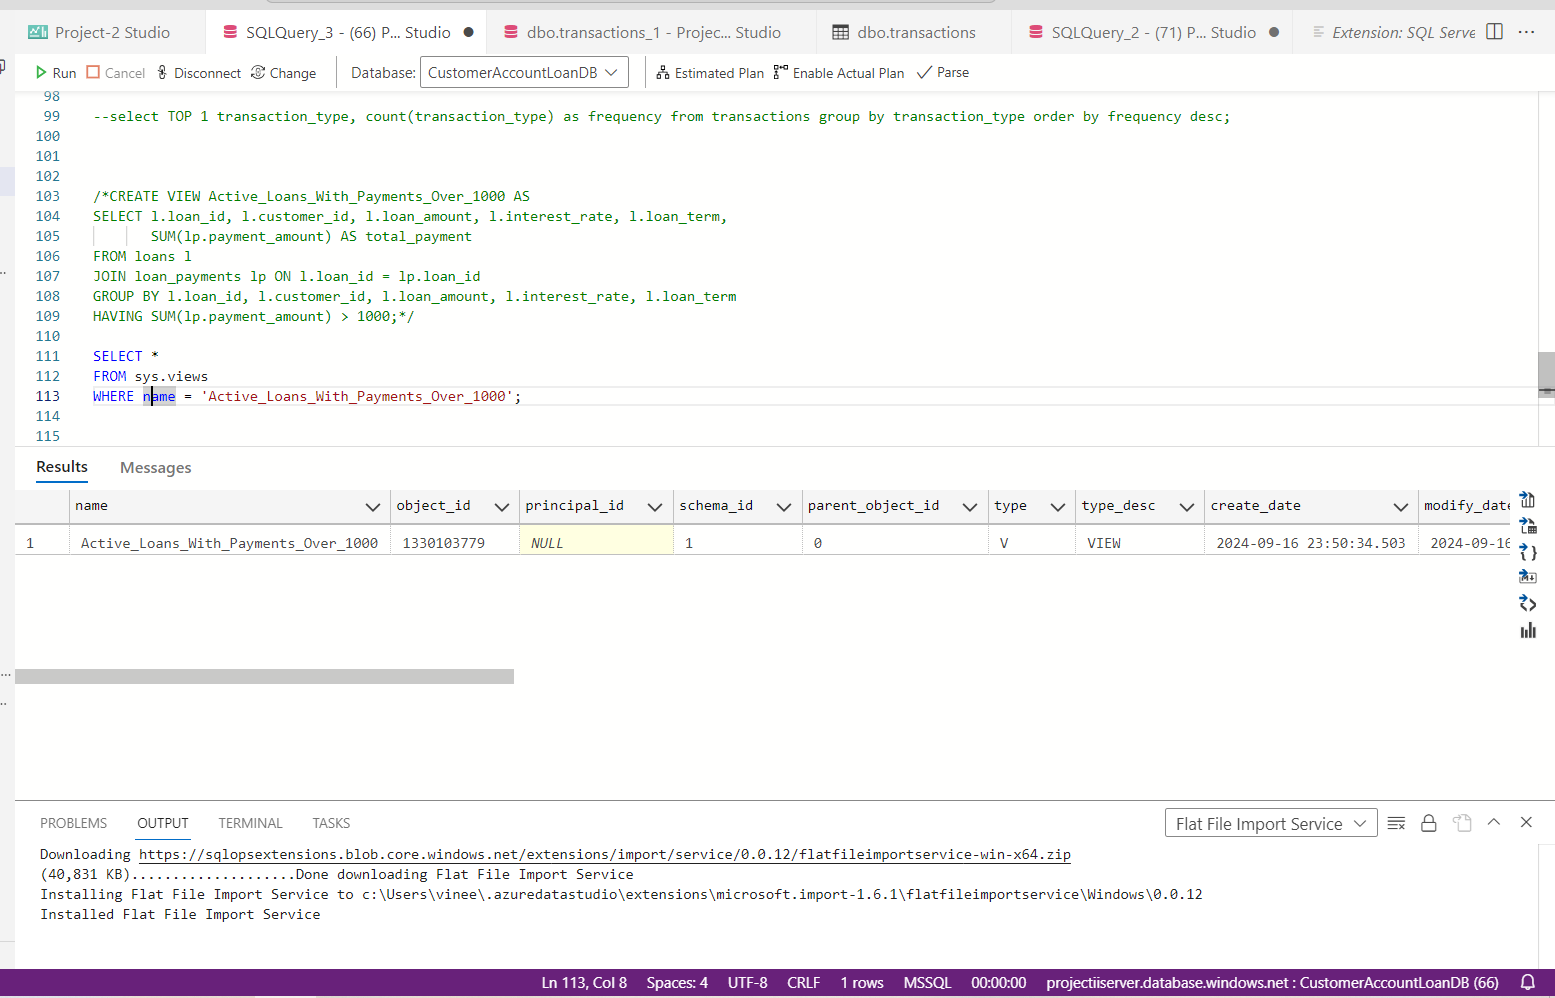 Project-2 Studio
SQLQuery_3 - (66) P... Studio
dbo.transactions_1 - Projec... Studio
dbo.transactions
SQLQuery_2 - (71) P... Studio
Extension: SQL Serve
Run Cancel Disconnect Change Database: CustomerAccountLoanDB Estimated Plan Enable Actual Plan Parse
98
99 --select TOP 1 transaction_type, count(transaction_type) as frequency from transactions group by transaction_type order by frequency desc;
100
101
102
103 /*CREATE VIEW Active_Loans_With_Payments_Over_1000 AS
104 SELECT l.loan_id, l.customer_id, l.loan_amount, l.interest_rate, l.loan_term,
105 SUM(lp.payment_amount) AS total_payment
106 FROM loans l
107 JOIN loan_payments lp ON l.loan_id = lp.loan_id
108 GROUP BY l.loan_id, l.customer_id, l.loan_amount, l.interest_rate, l.loan_term
109 HAVING SUM(lp.payment_amount) > 1000;*/
110
111 SELECT *
112 FROM sys.views
113 WHERE name = 'Active_Loans_With_Payments_Over_1000';
114
115
Results Messages
name object_id principal_id schema_id parent_object_id type type_desc create_date modify_date
1 Active_Loans_With_Payments_Over_1000 1330103779 NULL 1 0 V VIEW 2024-09-16 23:50:34.503 2024-09-16
PROBLEMS OUTPUT TERMINAL TASKS Flat File Import Service
Downloading https://sqlopsextensions.blob.core.windows.net/extensions/import/service/0.0.12/flatfileimportservice-win-x64.zip
(40,831 KB)....................Done downloading Flat File Import Service
Installing Flat File Import Service to c:\Users\vinee\.azuredatastudio\extensions\microsoft.import-1.6.1\flatfileimportservice\Windows\0.0.12
Installed Flat File Import Service
Ln 113, Col 8 Spaces: 4 UTF-8 CRLF 1 rows MSSQL 00:00:00 projectiiserver.database.windows.net : CustomerAccountLoanDB (66)